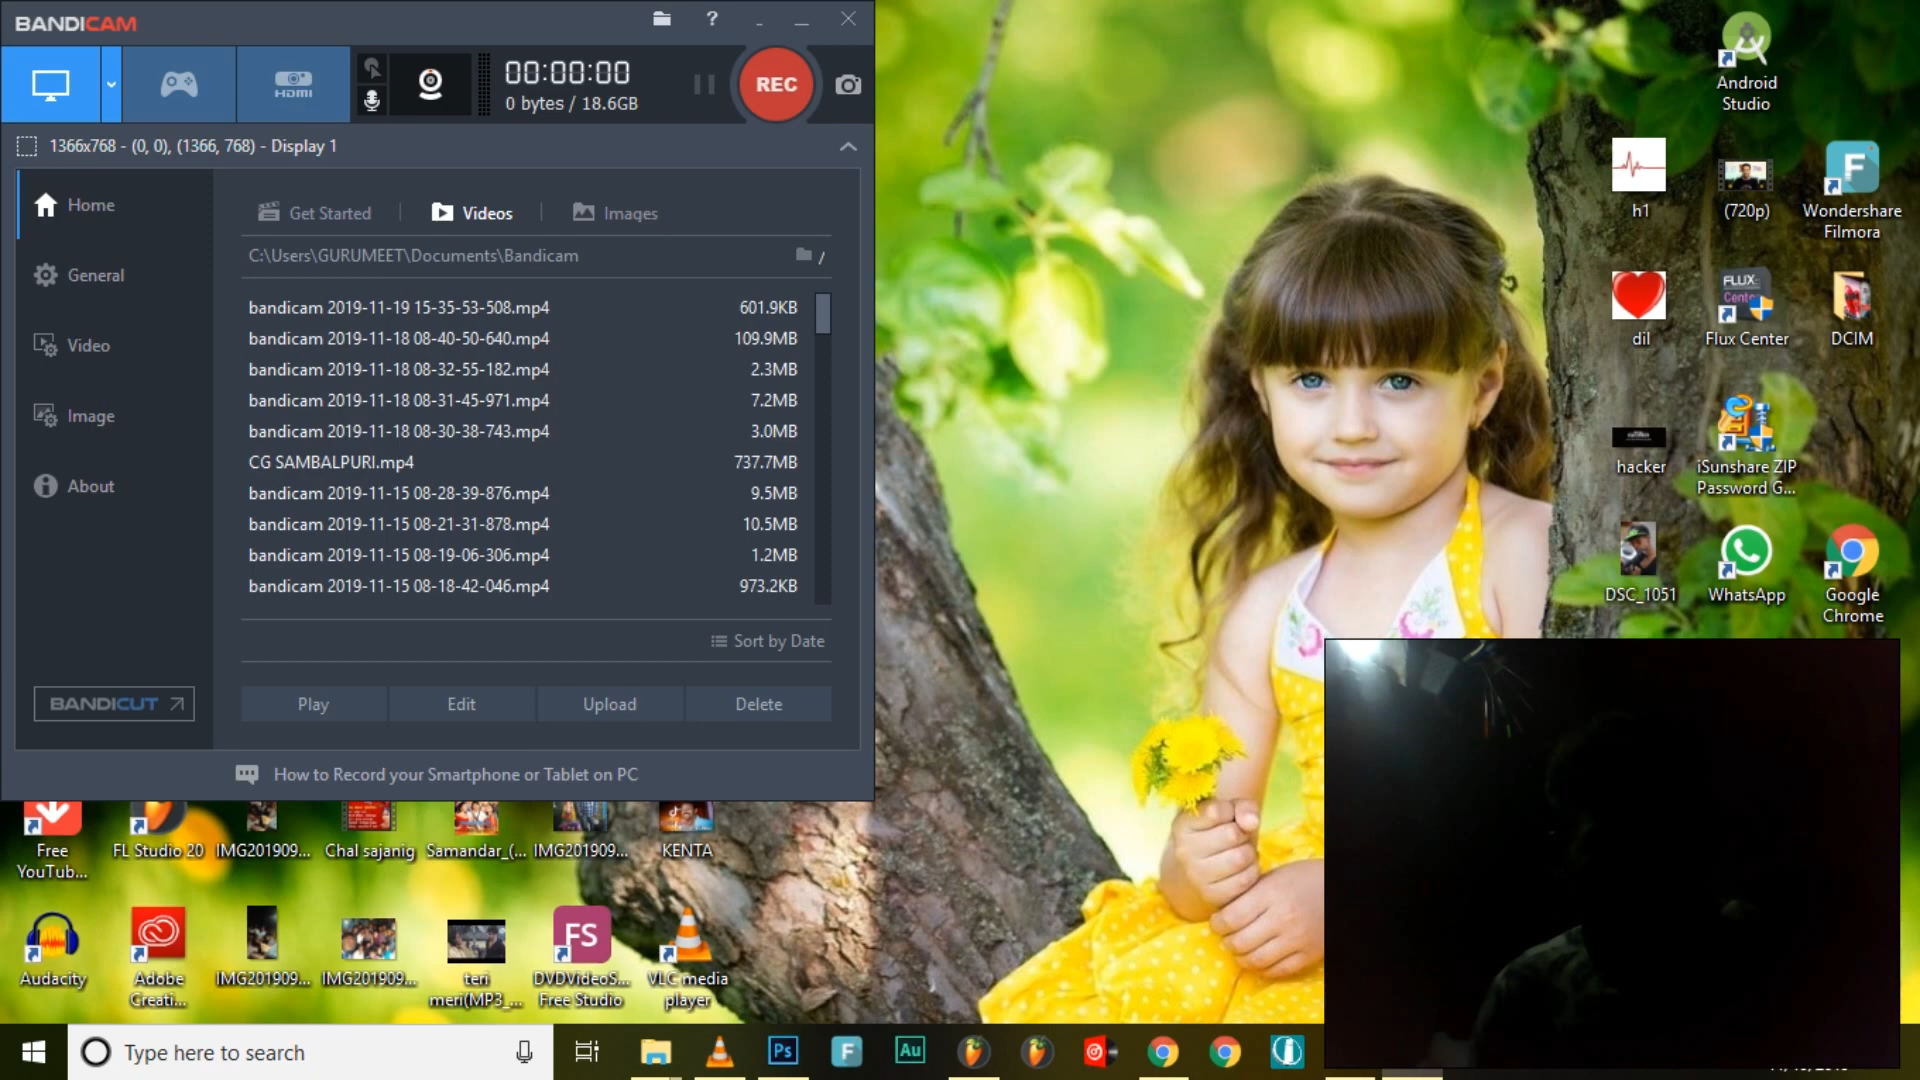 BANDICAM
?
HDMI
00:00:00
0 bytes / 18.6GB
REC
1366x768 - (0, 0), (1366, 768) - Display 1
Home
General
Video
Image
About
BANDICUT
Get Started
Videos
Images
C:\Users\GURUMEET\Documents\Bandicam
bandicam 2019-11-19 15-35-53-508.mp4 601.9KB
bandicam 2019-11-18 08-40-50-640.mp4 109.9MB
bandicam 2019-11-18 08-32-55-182.mp4 2.3MB
bandicam 2019-11-18 08-31-45-971.mp4 7.2MB
bandicam 2019-11-18 08-30-38-743.mp4 3.0MB
CG SAMBALPURI.mp4 737.7MB
bandicam 2019-11-15 08-28-39-876.mp4 9.5MB
bandicam 2019-11-15 08-21-31-878.mp4 10.5MB
bandicam 2019-11-15 08-19-06-306.mp4 1.2MB
bandicam 2019-11-15 08-18-42-046.mp4 973.2KB
Sort by Date
Play
Edit
Upload
Delete
How to Record your Smartphone or Tablet on PC
Android
Studio
h1
(720p)
Wondershare
Filmora
dil
FLUX
Center
Flux Center
DCIM
hacker
iSunshare ZIP
Password G...
DSC_1051
WhatsApp
Google
Chrome
Free
YouTub...
FL Studio 20
IMG201909...
Chal sajanig
Samandar_(...
IMG201909...
KENTA
Audacity
Adobe
Creati...
IMG201909...
IMG201909...
teri
meri(MP3_...
FS
DVDVideoS...
Free Studio
VLC media
player
Type here to search
Ps
F
Au